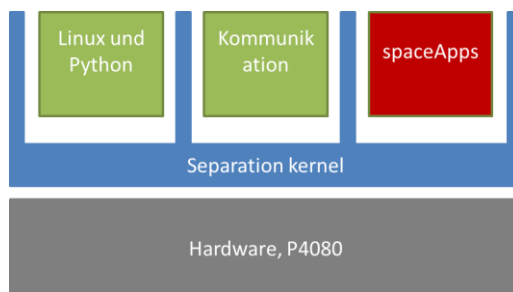 Linux und
Python
Kommunik
ation
spaceApps
Separation kernel
Hardware, P4080